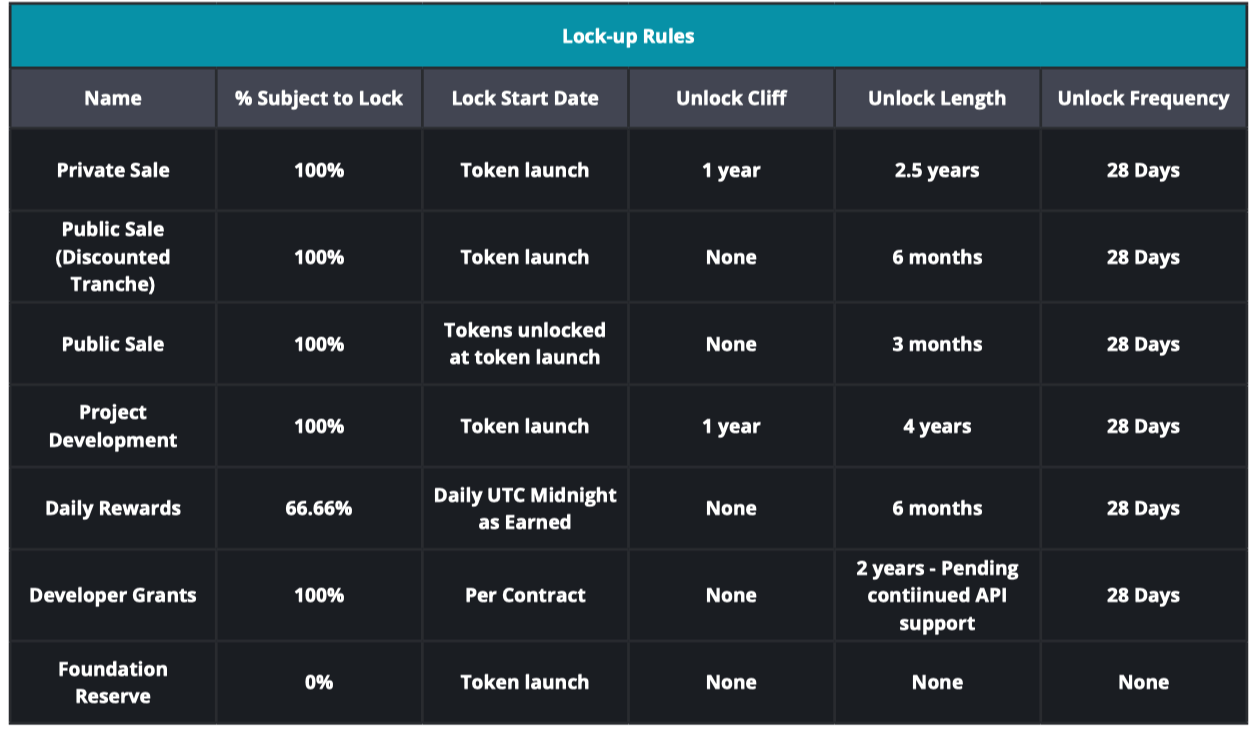 Lock-up Rules
Name % Subject to Lock Lock Start Date Unlock Cliff Unlock Length Unlock Frequency
Private Sale 100% Token launch 1 year 2.5 years 28 Days
Public Sale
(Discounted
Tranche)
100% Token launch None 6 months 28 Days
Public Sale 100%
Tokens unlocked
at token launch
None 3 months 28 Days
Project
Development
100% Token launch 1 year 4 years 28 Days
Daily Rewards 66.66%
Daily UTC Midnight
as Earned
None 6 months 28 Days
Developer Grants 100% Per Contract None
2 years - Pending
contiinued API
support
28 Days
Foundation
Reserve
0% Token launch None None None